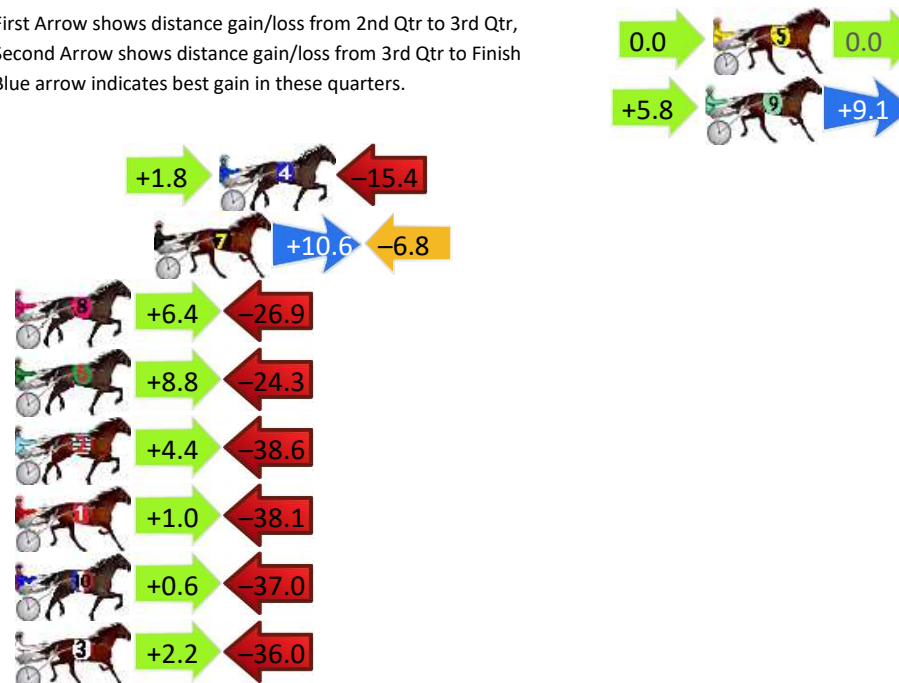 First Arrow shows distance gain/loss from 2nd Qtr to 3rd Qtr,
Second Arrow shows distance gain/loss from 3rd Qtr to Finish
Blue arrow indicates best gain in these quarters.
0.0 5 0.0
+5.8 9 +9.1
+1.8 4 –15.4
7 +10.6 –6.8
8 +6.4 –26.9
6 +8.8 –24.3
2 +4.4 –38.6
1 +1.0 –38.1
10 +0.6 –37.0
3 +2.2 –36.0